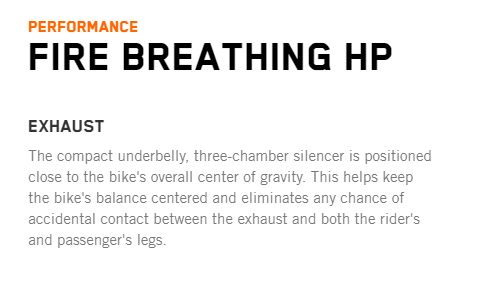 PERFORMANCE
FIRE BREATHING HP
EXHAUST
The compact underbelly, three-chamber silencer is positioned
close to the bike's overall center of gravity. This helps keep
the bike's balance centered and eliminates any chance of
accidental contact between the exhaust and both the rider's
and passenger's legs.